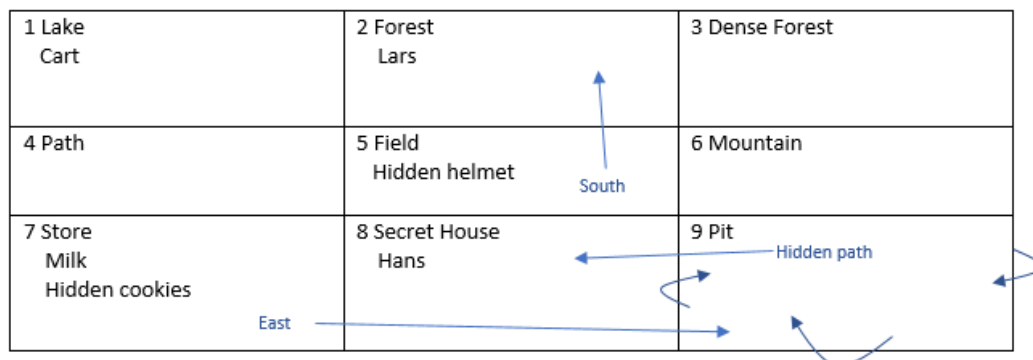 1 Lake
Cart
2 Forest
Lars
3 Dense Forest
4 Path
5 Field
Hidden helmet
South
6 Mountain
7 Store
Milk
Hidden cookies
East
8 Secret House
Hans
9 Pit
Hidden path